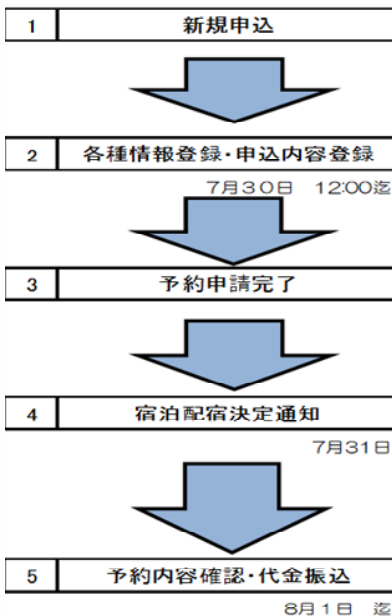 1 新規申込
2 各種情報登録・申込内容登録
7月30日 12:00迄
3 予約申請完了
4 宿泊配宿決定通知
7月31日
5 予約内容確認・代金振込
8月1日 迄